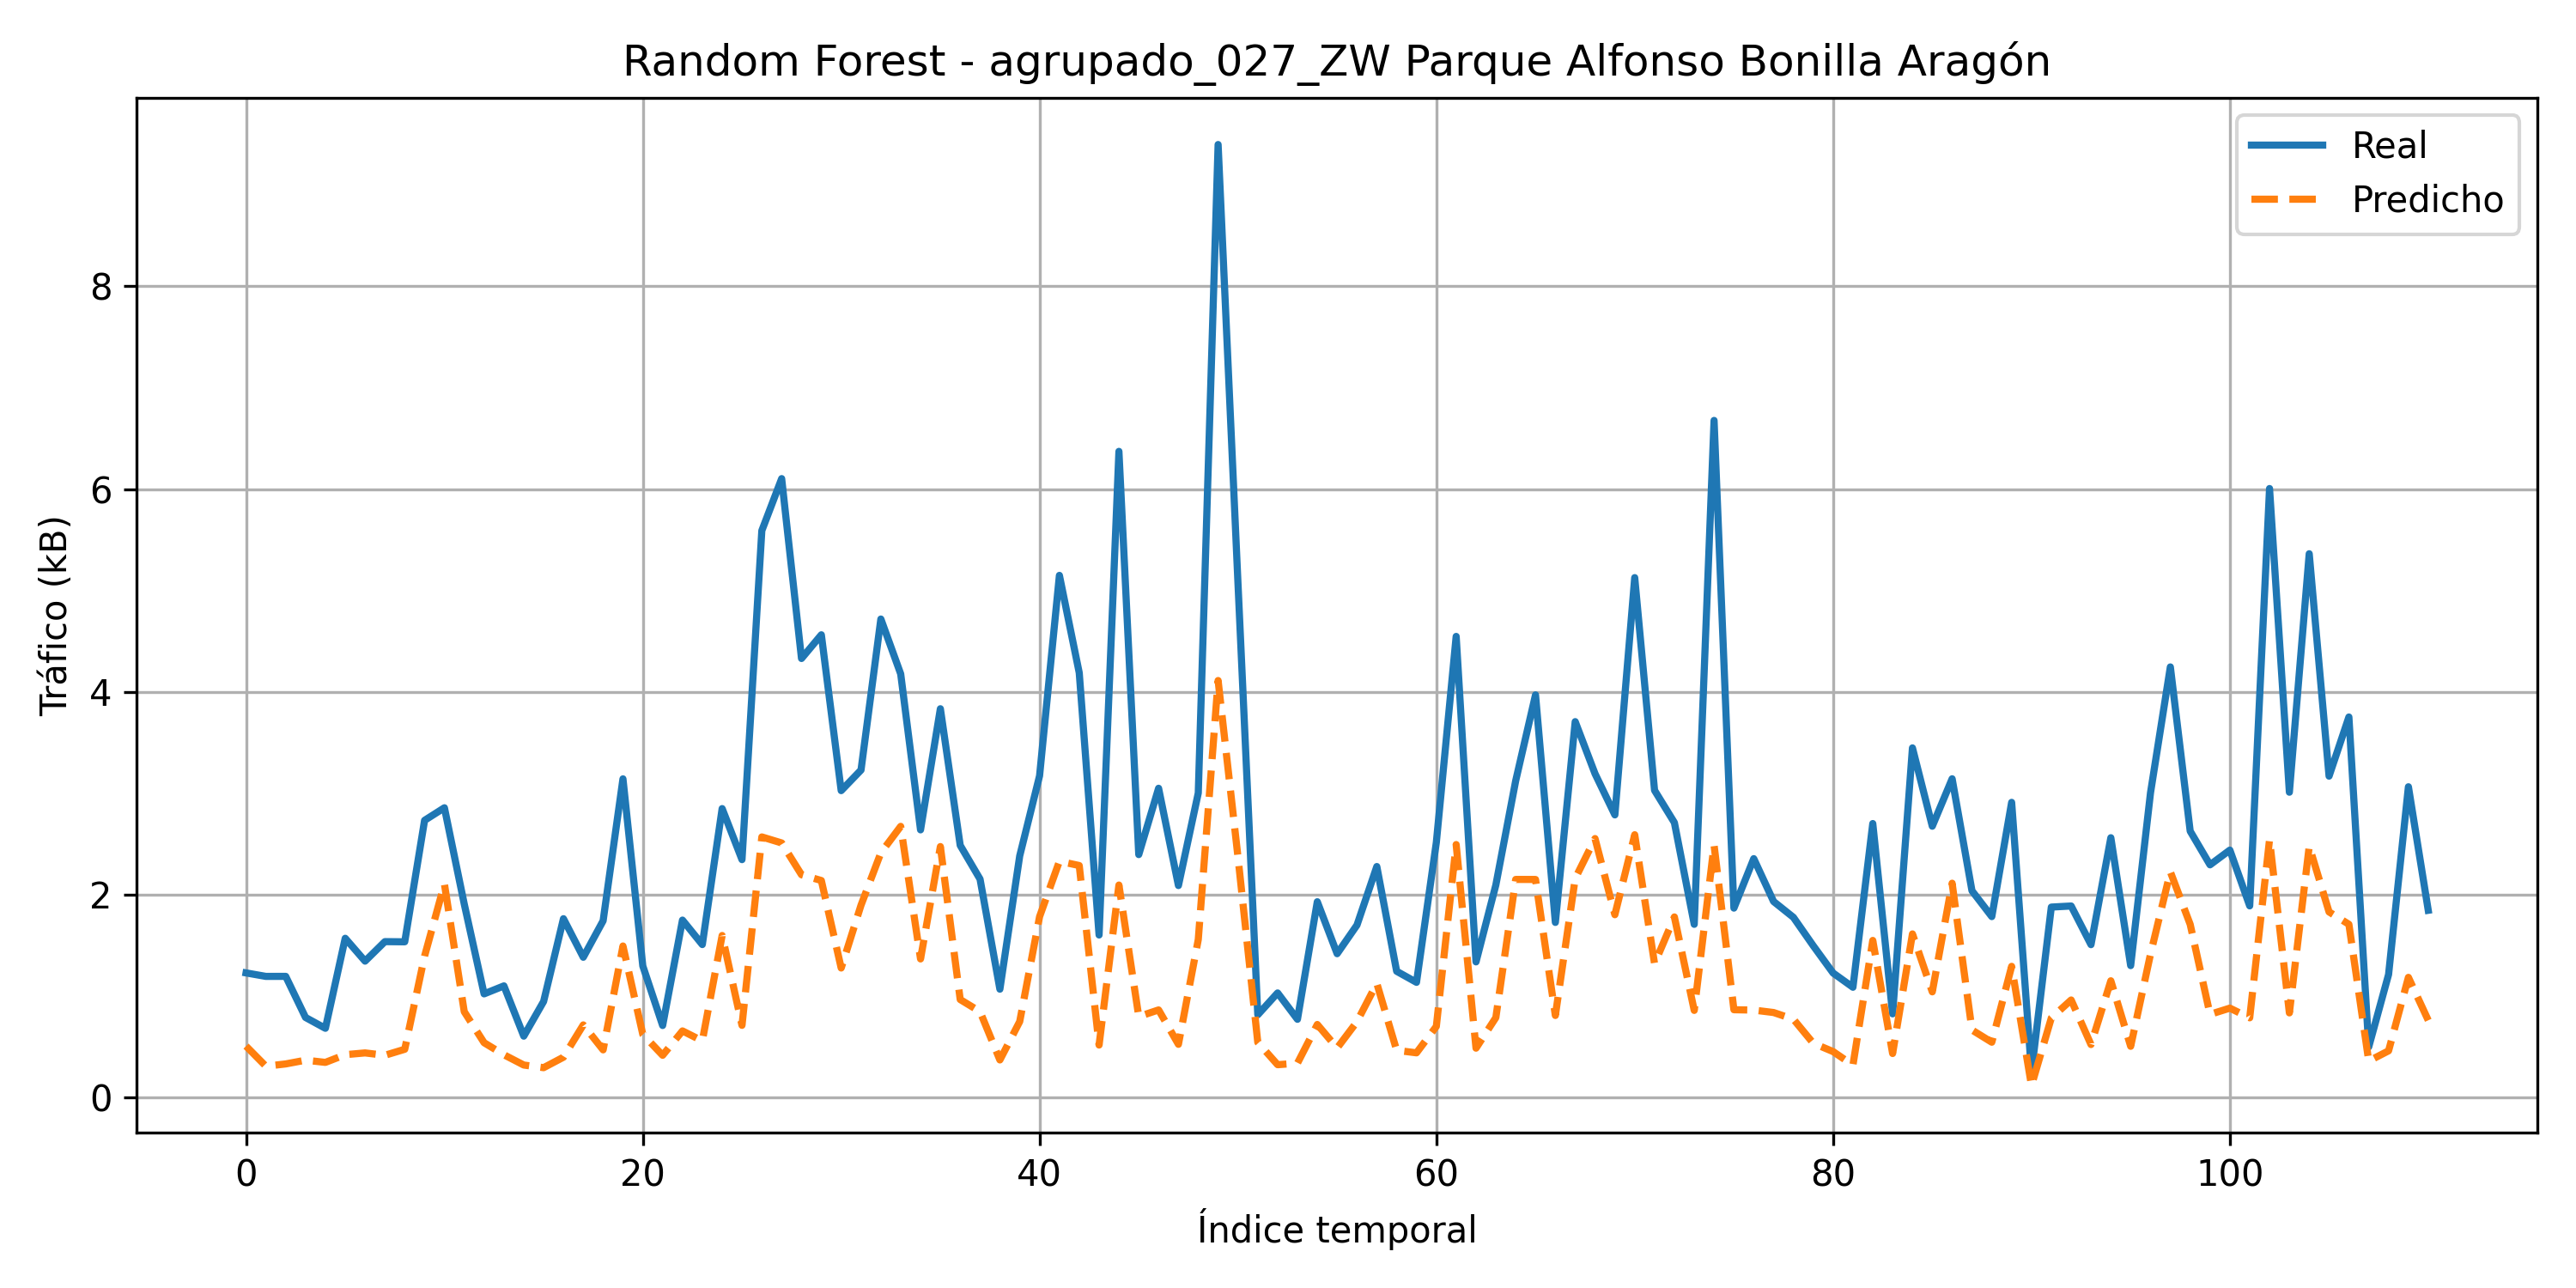 Random Forest - agrupado_027_ZW Parque Alfonso Bonilla Aragón
Real
Predicho
Tráfico (kB)
8
6
4
2
0
0 20 40 60 80 100
Índice temporal